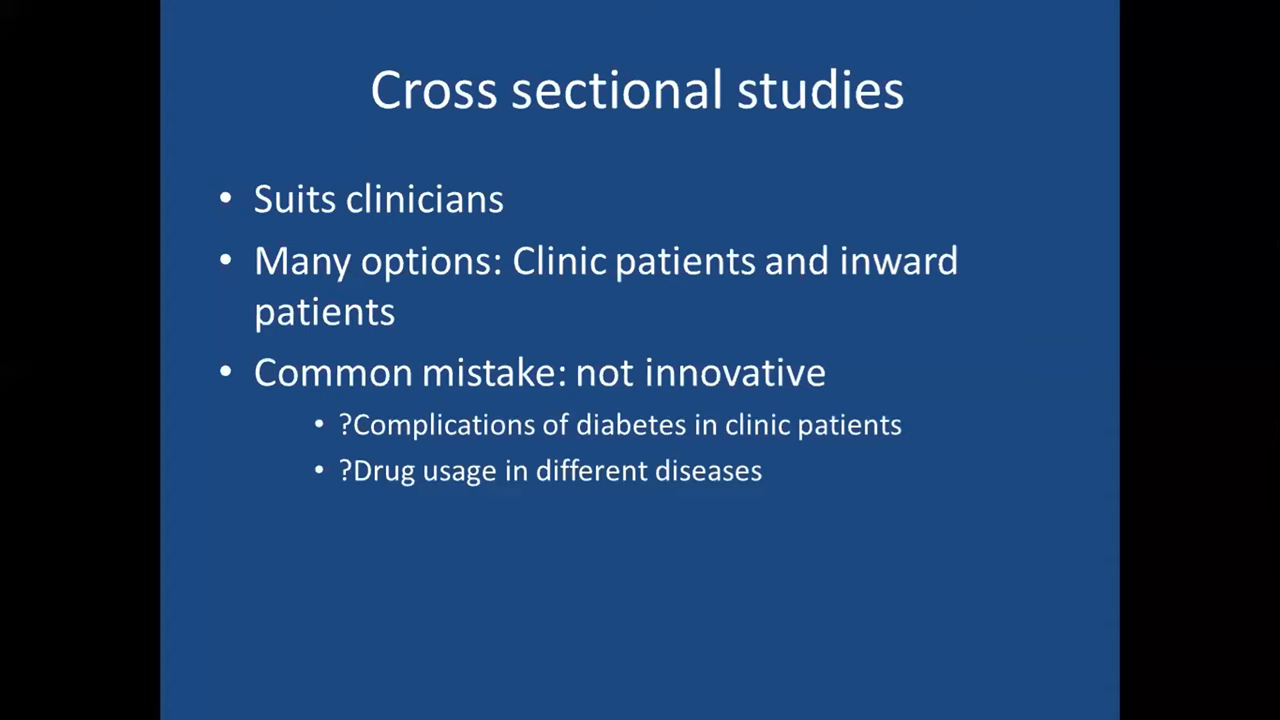 Cross sectional studies
• Suits clinicians
• Many options: Clinic patients and inward
patients
• Common mistake: not innovative
• ?Complications of diabetes in clinic patients
• ?Drug usage in different diseases